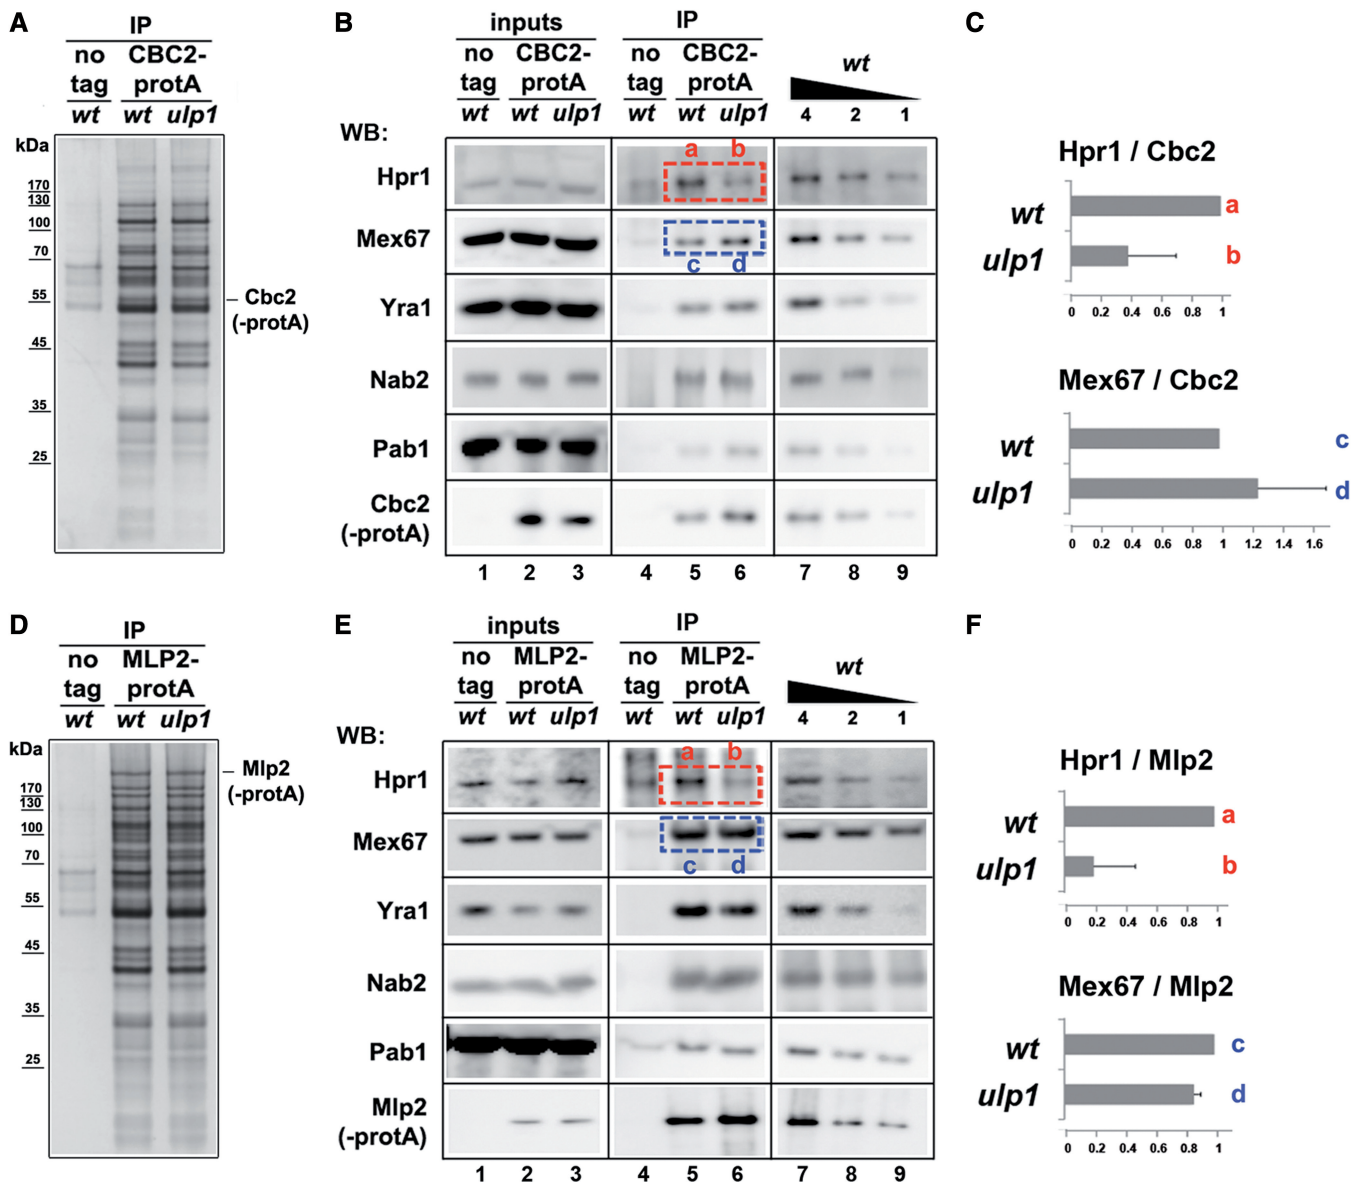 A
IP
no tag
CBC2-protA
wt wt ulp1
kDa
170
130
100
70
55
45
35
25
Cbc2
(-protA)
B
inputs IP
no tag
CBC2-protA
no tag
CBC2-protA
wt
wt wt ulp1 wt wt ulp1 4 2 1
WB:
a b
Hpr1
Mex67
c d
Yra1
Nab2
Pab1
Cbc2
(-protA)
1 2 3 4 5 6 7 8 9
C
Hpr1 / Cbc2
wt a
ulp1 b
0 0.2 0.4 0.6 0.8 1
Mex67 / Cbc2
wt c
ulp1 d
0 0.2 0.4 0.6 0.8 1 1.2 1.4 1.6
D
IP
no tag
MLP2-protA
wt wt ulp1
kDa
170
130
100
70
55
45
35
25
Mlp2
(-protA)
E
inputs IP
no tag
MLP2-protA
no tag
MLP2-protA
wt
wt wt ulp1 wt wt ulp1 4 2 1
WB:
a b
Hpr1
Mex67
c d
Yra1
Nab2
Pab1
Mlp2
(-protA)
1 2 3 4 5 6 7 8 9
F
Hpr1 / Mlp2
wt a
ulp1 b
0 0.2 0.4 0.6 0.8 1
Mex67 / Mlp2
wt c
ulp1 d
0 0.2 0.4 0.6 0.8 1